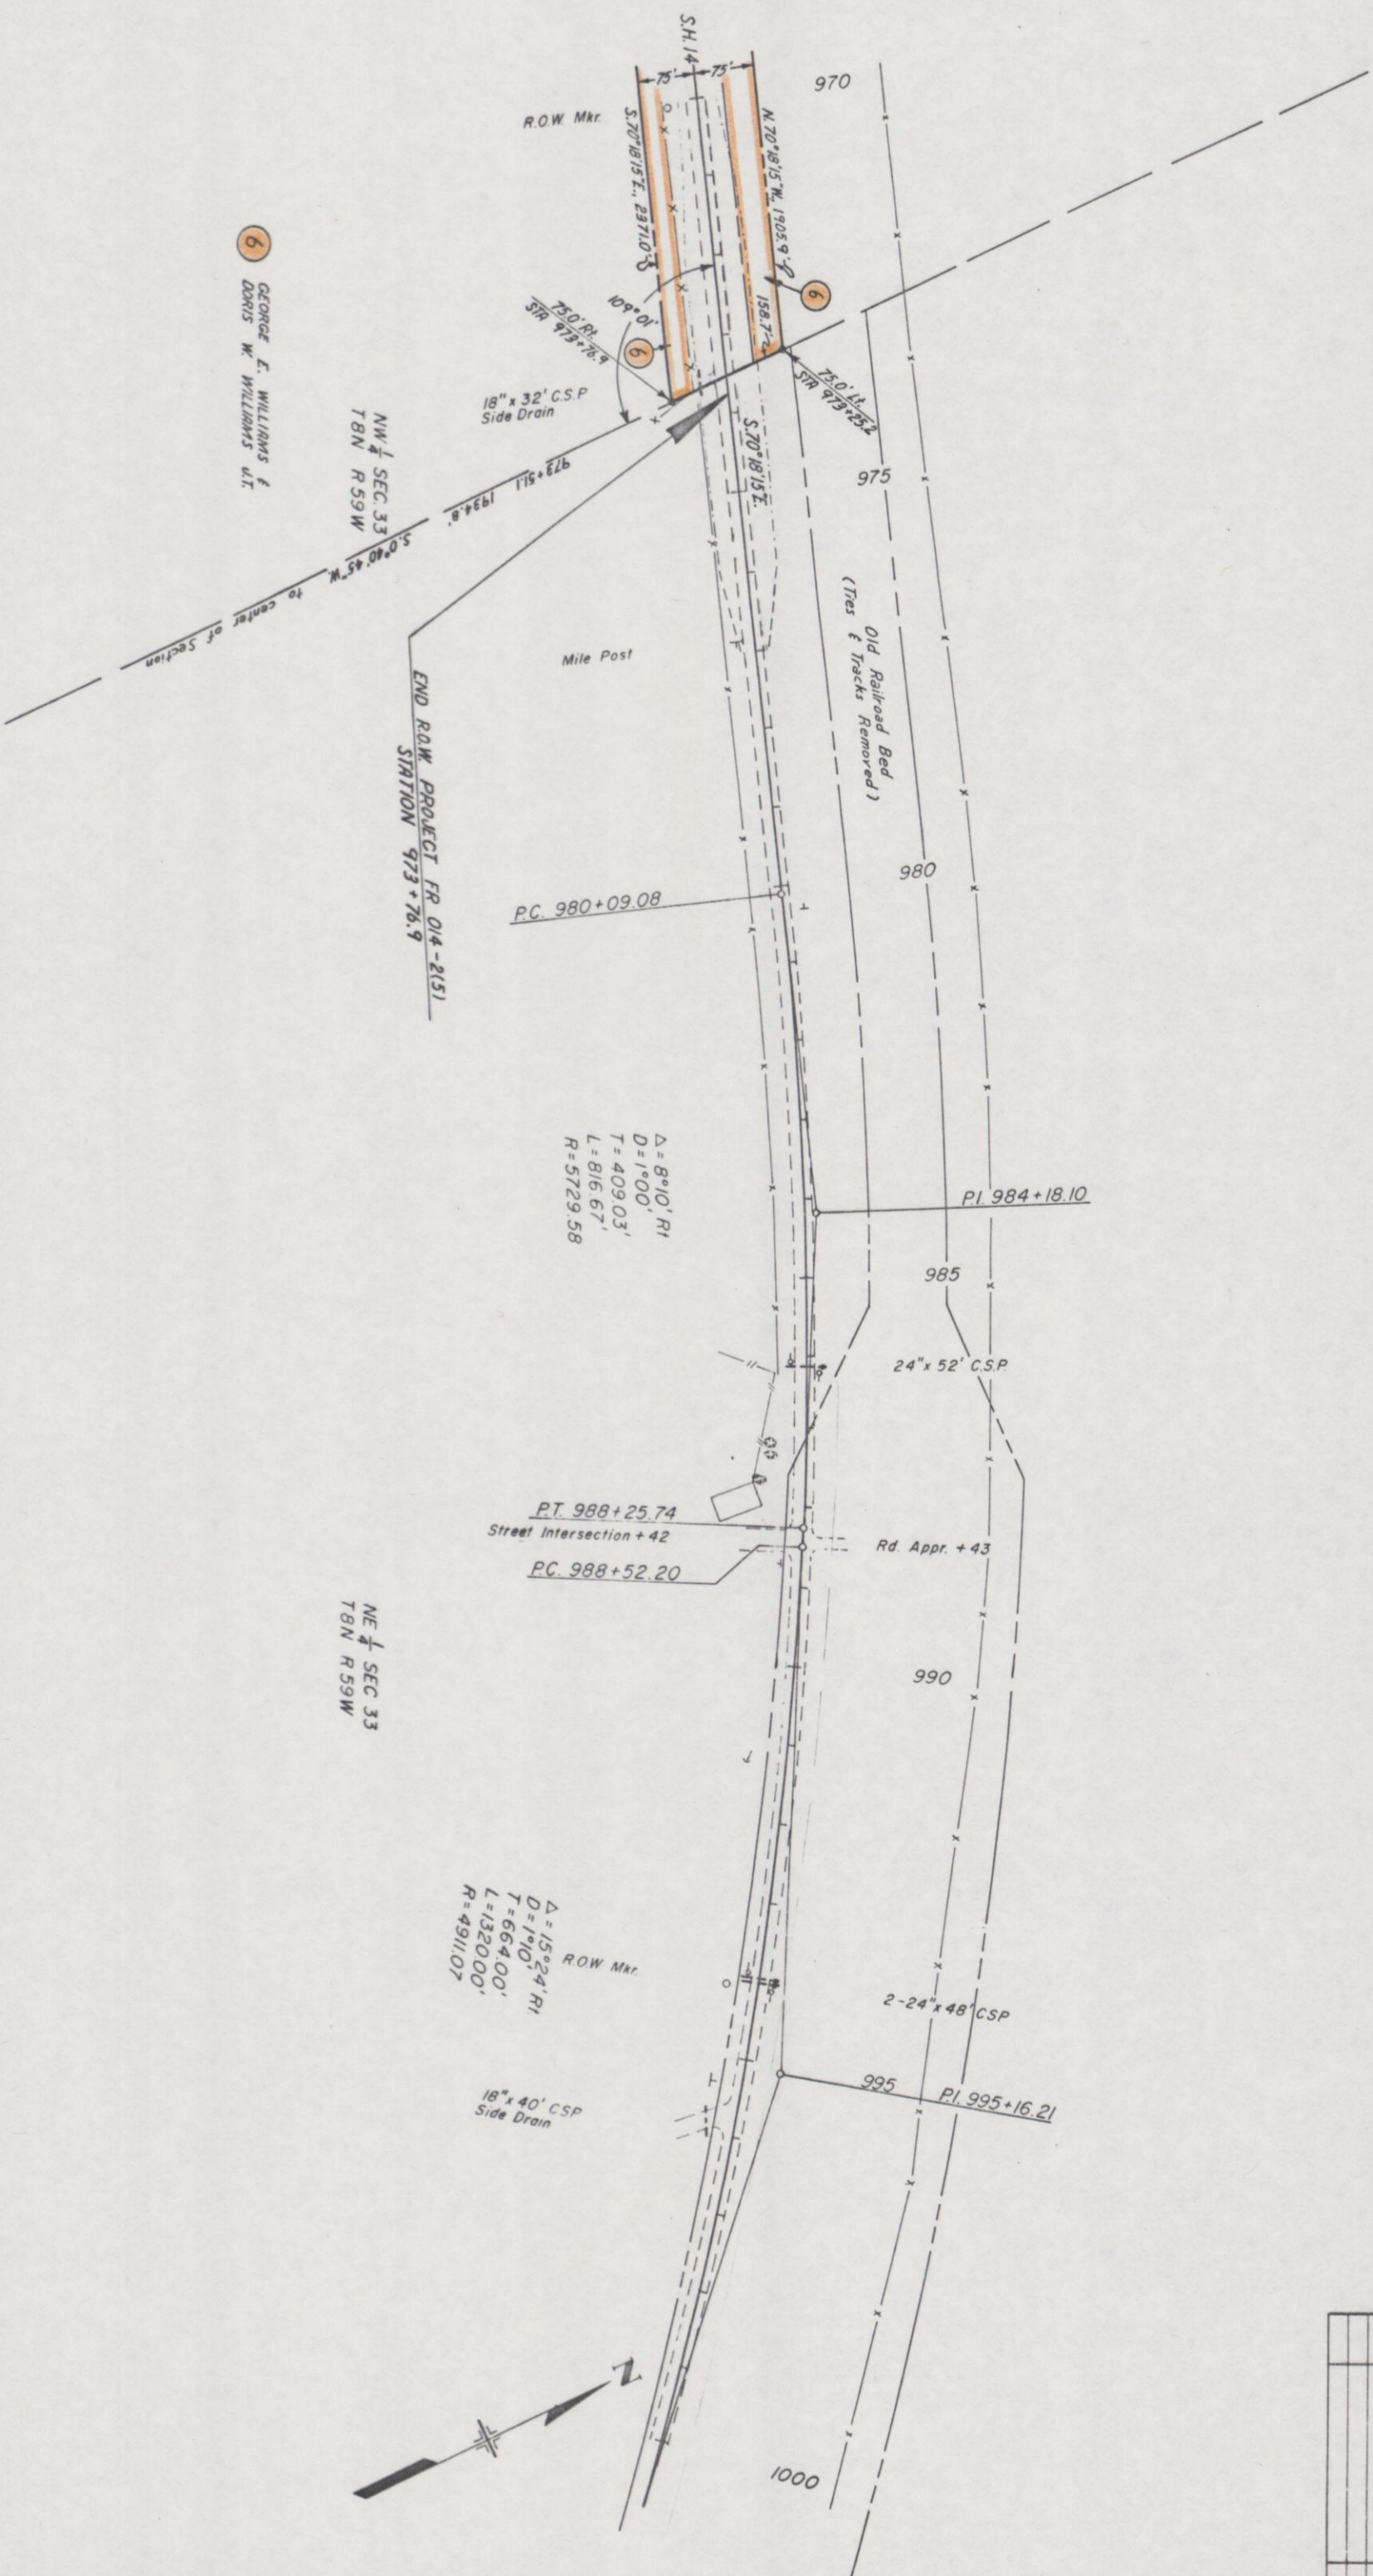 S.H. 14
75' 75'
970
R.O.W. Mkr.
S.70°18'15"E., 2371.0'
N.70°18'15"W., 1905.9'
6
6
158.7'
109°01'
75.0' Rt.
STA 973+76.9
75.0' Lt.
STA 973+25.2
6
GEORGE E. WILLIAMS &
DORIS W. WILLIAMS J.T.
18" x 32' C.S.P
Side Drain
NW 1/4 SEC. 33
T8N R59W
S.70°18'15"E.
975
973+51.1
1994.8'
S.0°40'45"W.
to center of Section
(Ties & Tracks Removed)
Old Railroad Bed
Mile Post
END R.O.W. PROJECT FR 014-2(5)
STATION 973+76.9
980
P.C. 980+09.08
Δ = 8°10' Rt
D = 1°00'
T = 409.03'
L = 816.67'
R = 5729.58
P.I. 984+18.10
985
24" x 52' C.S.P.
P.T. 988+25.74
Street Intersection + 42
Rd. Appr. + 43
P.C. 988+52.20
NE 1/4 SEC 33
T8N R59W
990
Δ = 15°24' Rt
D = 1°10'
T = 664.00'
L = 1320.00'
R = 4911.07
R.O.W Mkr.
2-24" x 48' CSP
995
P.I. 995+16.21
18" x 40' CSP
Side Drain
N
1000